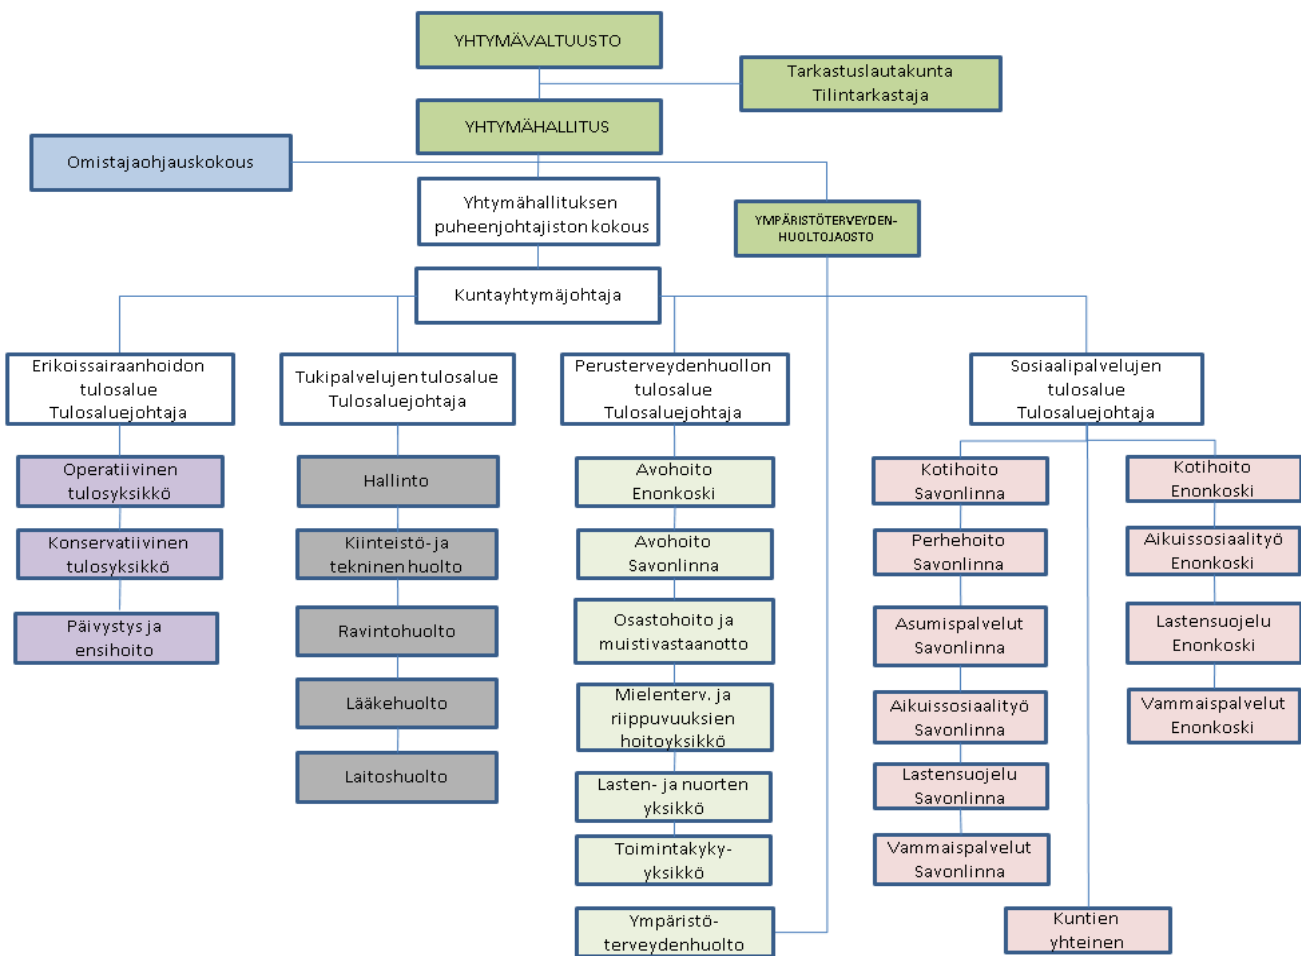 YHTYMÄVALTUUSTO
Tarkastuslautakunta
Tilintarkastaja
YHTYMÄHALLITUS
Omistajaohjauskokous
Yhtymähallituksen
puheenjohtajiston kokous
YMPÄRISTÖTERVEYDEN-
HUOLTOJAOSTO
Kuntayhtymäjohtaja
Erikoissairaanhoidon
tulosalue
Tulosaluejohtaja
Tukipalvelujen tulosalue
Tulosaluejohtaja
Perusterveydenhuollon
tulosalue
Tulosaluejohtaja
Sosiaalipalvelujen
tulosalue
Tulosaluejohtaja
Operatiivinen
tulosyksikkö
Konservatiivinen
tulosyksikkö
Päivystys ja
ensihoito
Hallinto
Kiinteistö- ja
tekninen huolto
Ravintohuolto
Lääkehuolto
Laitoshuolto
Avohoito
Enonkoski
Avohoito
Savonlinna
Osastohoito ja
muistivastaanotto
Mielenterv. ja
riippuvuuksien
hoitoyksikkö
Lasten- ja nuorten
yksikkö
Toimintakyky-
yksikkö
Ympäristö-
terveydenhuolto
Kotihoito
Savonlinna
Perhehoito
Savonlinna
Asumispalvelut
Savonlinna
Aikuissosiaalityö
Savonlinna
Lastensuojelu
Savonlinna
Vammaispalvelut
Savonlinna
Kotihoito
Enonkoski
Aikuissosiaalityö
Enonkoski
Lastensuojelu
Enonkoski
Vammaispalvelut
Enonkoski
Kuntien
yhteinen